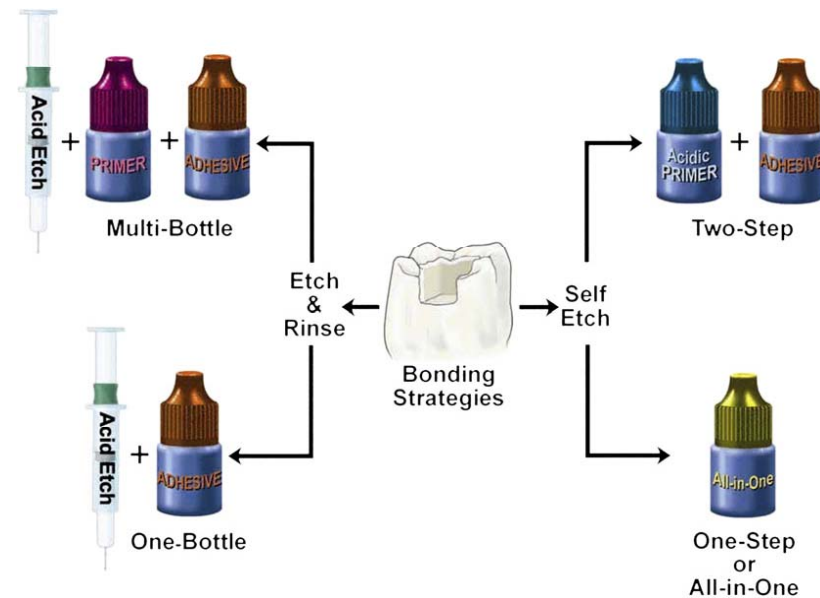 Acid Etch
+
PRIMER
+
ADHESIVE
Multi-Bottle
Acidic
PRIMER
+
ADHESIVE
Two-Step
Etch
&
Rinse
Self
Etch
Bonding
Strategies
Acid Etch
+
ADHESIVE
One-Bottle
All-in-One
One-Step
or
All-in-One